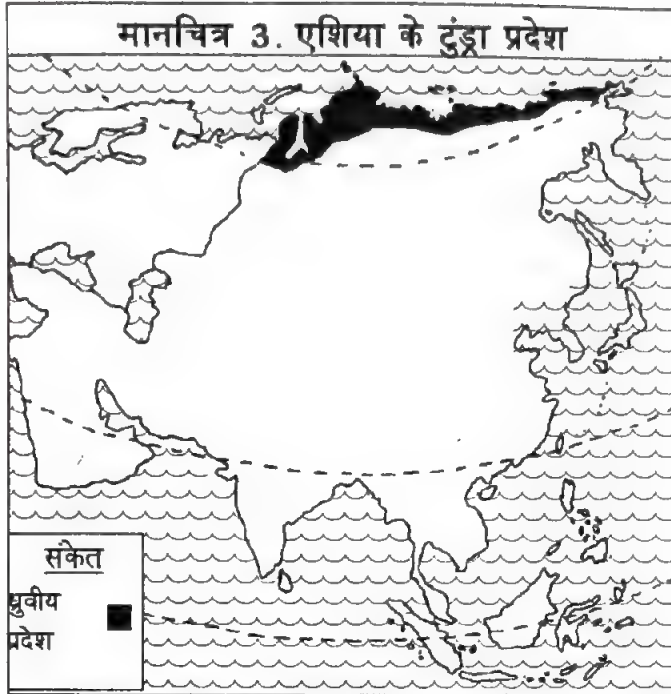 मानचित्र 3. एशिया के टुंड्रा प्रदेश
संकेत
ध्रुवीय
प्रदेश